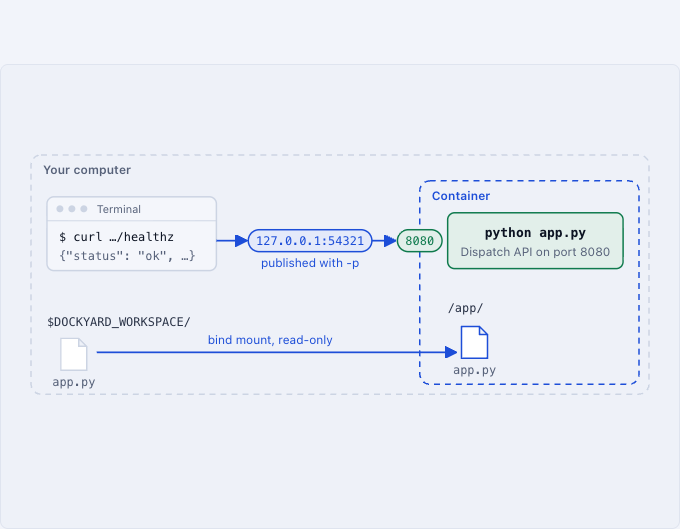 Your computer
Container
Terminal
$ curl …/healthz
{"status": "ok", …}
127.0.0.1:54321
published with -p
8080
python app.py
Dispatch API on port 8080
$DOCKYARD_WORKSPACE/
app.py
bind mount, read-only
/app/
app.py